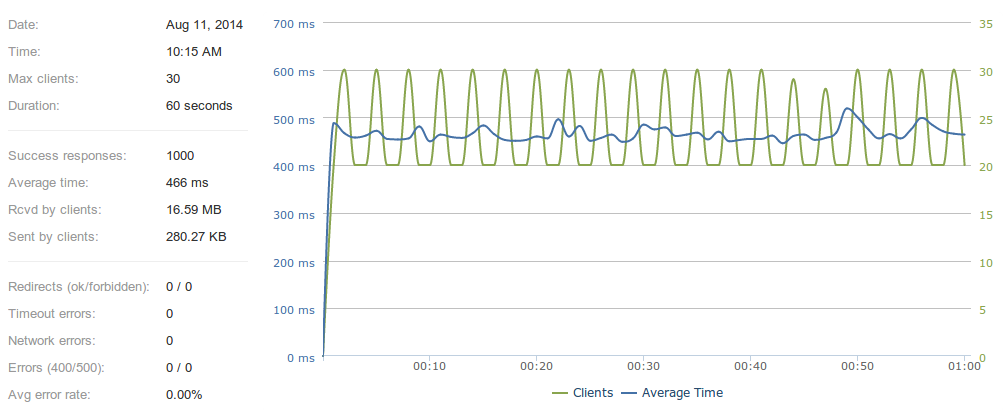 Date: Aug 11, 2014
Time: 10:15 AM
Max clients: 30
Duration: 60 seconds
Success responses: 1000
Average time: 466 ms
Rcvd by clients: 16.59 MB
Sent by clients: 280.27 KB
Redirects (ok/forbidden): 0 / 0
Timeout errors: 0
Network errors: 0
Errors (400/500): 0 / 0
Avg error rate: 0.00%
700 ms 35
600 ms 30
500 ms 25
400 ms 20
300 ms 15
200 ms 10
100 ms 5
0 ms 0
00:10 00:20 00:30 00:40 00:50 01:00
Clients Average Time